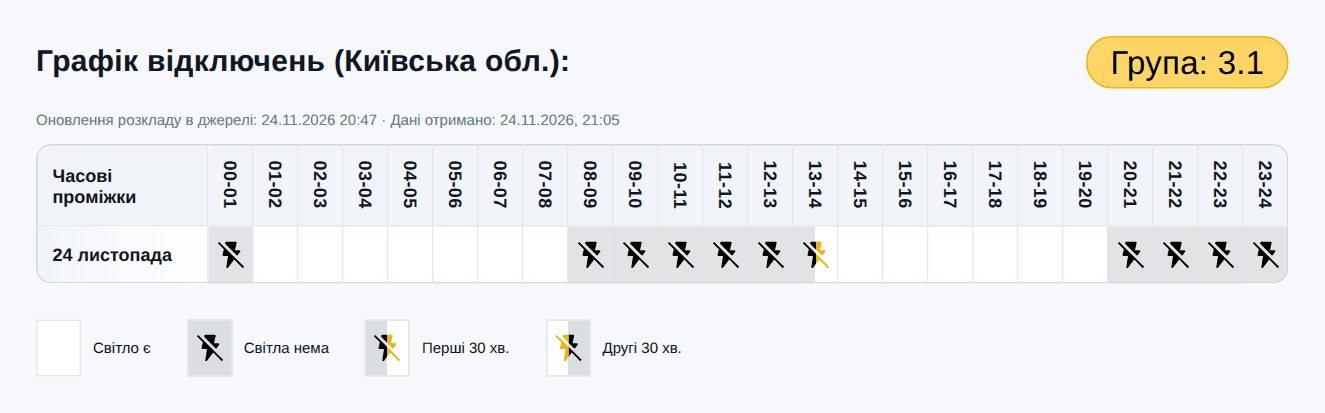 Графік відключень (Київська обл.):
Група: 3.1
Оновлення розкладу в джерелі: 24.11.2026 20:47 · Дані отримано: 24.11.2026, 21:05
Часові
проміжки
00-01
01-02
02-03
03-04
04-05
05-06
06-07
07-08
08-09
09-10
10-11
11-12
12-13
13-14
14-15
15-16
16-17
17-18
18-19
19-20
20-21
21-22
22-23
23-24
24 листопада
Світло є
Світла нема
Перші 30 хв.
Другі 30 хв.